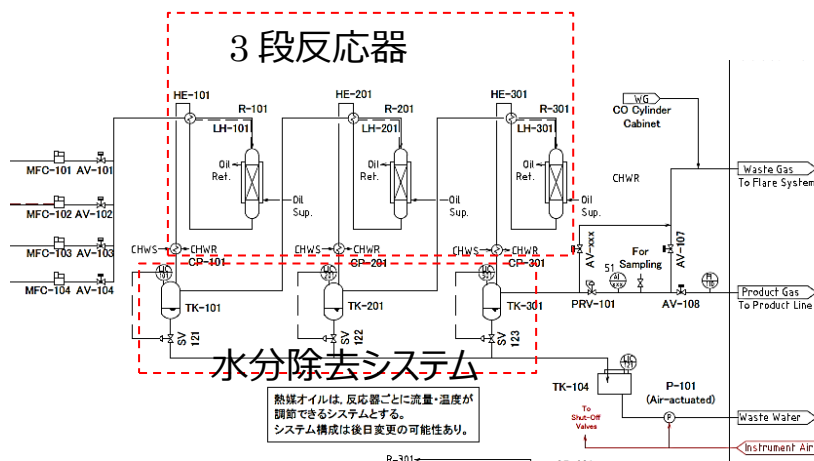 3 段反応器
HE-101
HE-201
HE-301
R-101
R-201
R-301
LH-101
LH-201
LH-301
WG
CO Cylinder
Cabinet
Oil
Ret.
Oil
Ret.
Oil
Ret.
MFC-101 AV-101
Waste Gas
To Flare System
CHWR
MFC-102 AV-102
Oil
Sup.
Oil
Sup.
Oil
Sup.
MFC-103 AV-103
CHWS
CHWR
CHWS
CHWR
CHWS
CHWR
CP-101
CP-201
CP-301
AV-xxx
For
Sampling
AV-107
MFC-104 AV-104
51
TK-101
TK-201
TK-301
PRV-101
AV-108
Product Gas
To Product Line
SV
121
SV
122
SV
123
水分除去システム
TK-104
P-101
(Air-actuated)
熱媒オイルは、反応器ごとに流量・温度が
調節できるシステムとする。
システム構成は後日変更の可能性あり。
To
Shut-Off
Valves
P
Waste Water
Instrument Air
R-301